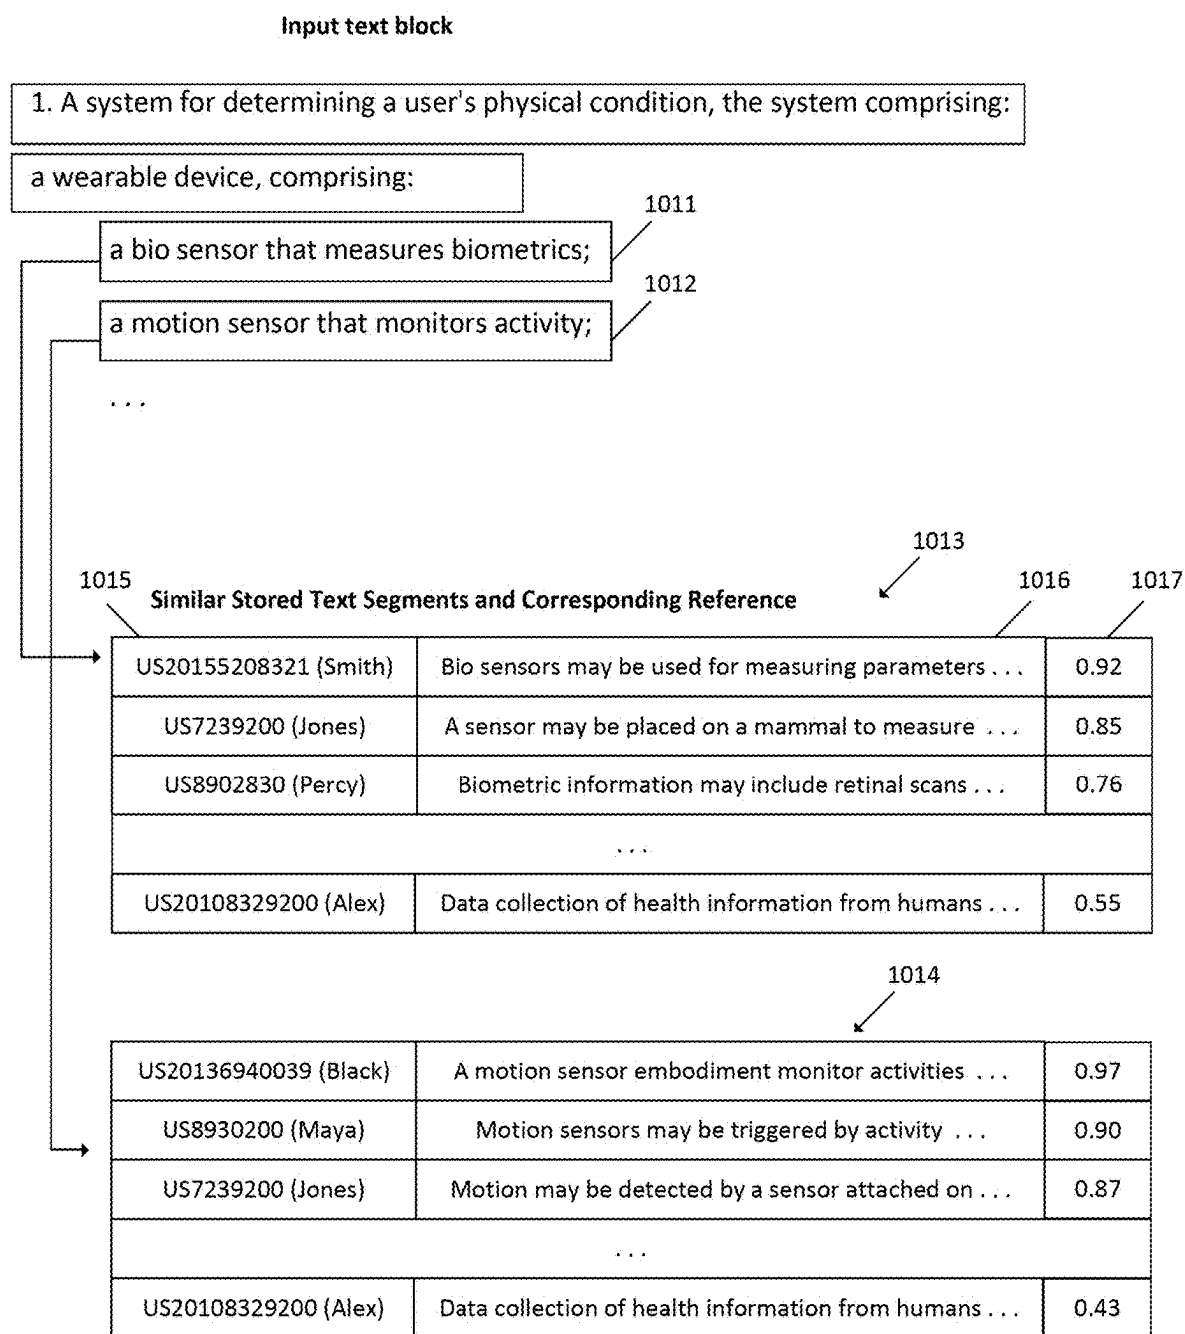 Input text block
1. A system for determining a user's physical condition, the system comprising:
a wearable device, comprising:
1011
a bio sensor that measures biometrics;
1012
a motion sensor that monitors activity;
. . .
1013
1015
1016
1017
Similar Stored Text Segments and Corresponding Reference
US20155208321 (Smith) Bio sensors may be used for measuring parameters . . . 0.92
US7239200 (Jones) A sensor may be placed on a mammal to measure . . . 0.85
US8902830 (Percy) Biometric information may include retinal scans . . . 0.76
. . .
US20108329200 (Alex) Data collection of health information from humans . . . 0.55
1014
US20136940039 (Black) A motion sensor embodiment monitor activities . . . 0.97
US8930200 (Maya) Motion sensors may be triggered by activity . . . 0.90
US7239200 (Jones) Motion may be detected by a sensor attached on . . . 0.87
. . .
US20108329200 (Alex) Data collection of health information from humans . . . 0.43